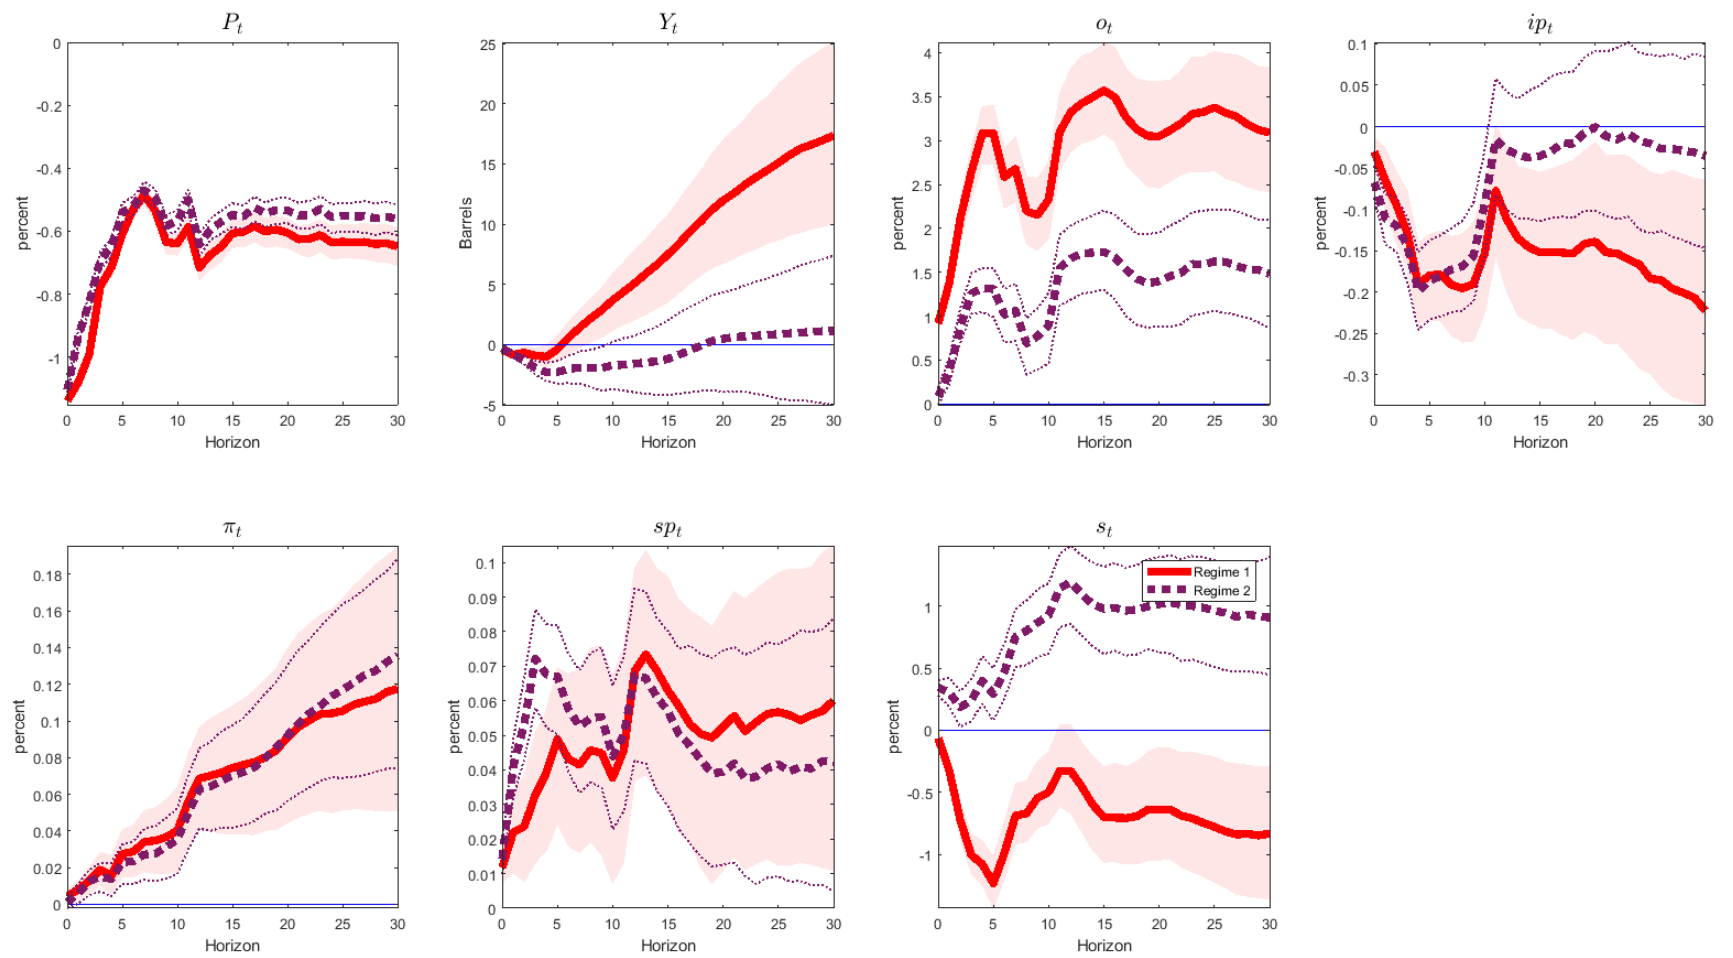 P_t
percent
0
-0.2
-0.4
-0.6
-0.8
-1
0 5 10 15 20 25 30
Horizon
Y_t
Barrels
25
20
15
10
5
0
-5
0 5 10 15 20 25 30
Horizon
o_t
percent
4
3.5
3
2.5
2
1.5
1
0.5
0
0 5 10 15 20 25 30
Horizon
ip_t
percent
0.1
0.05
0
-0.05
-0.1
-0.15
-0.2
-0.25
-0.3
0 5 10 15 20 25 30
Horizon
π_t
percent
0.18
0.16
0.14
0.12
0.1
0.08
0.06
0.04
0.02
0
0 5 10 15 20 25 30
Horizon
sp_t
percent
0.1
0.09
0.08
0.07
0.06
0.05
0.04
0.03
0.02
0.01
0
0 5 10 15 20 25 30
Horizon
s_t
percent
1
0.5
0
-0.5
-1
0 5 10 15 20 25 30
Horizon
Regime 1
Regime 2